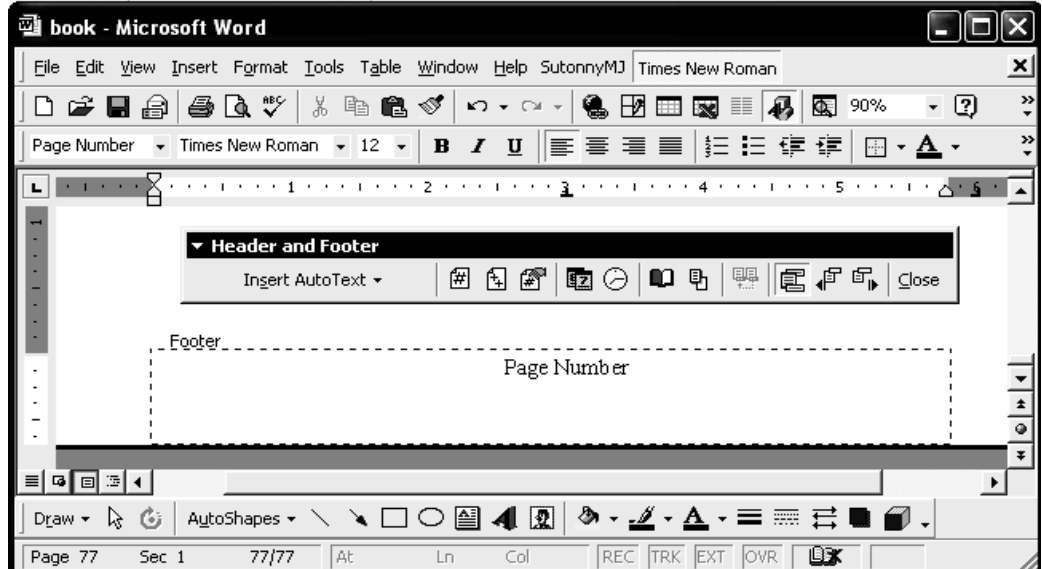 book - Microsoft Word
File Edit View Insert Format Tools Table Window Help SutonnyMJ Times New Roman
90%
Page Number Times New Roman 12 B I U A
1 2 3 4 5 6
Header and Footer
Insert AutoText Close
Footer
Page Number
Draw AutoShapes A
Page 77 Sec 1 77/77 At Ln Col REC TRK EXT OVR